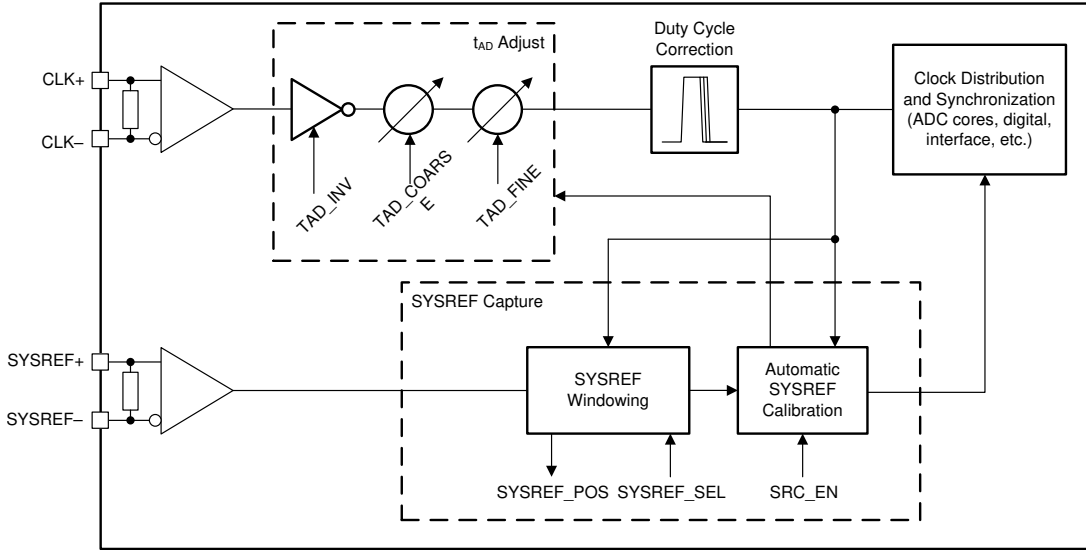 t_AD Adjust
Duty Cycle
Correction
CLK+
CLK–
Clock Distribution
and Synchronization
(ADC cores, digital,
interface, etc.)
TAD_INV
TAD_COARS
E
TAD_FINE
SYSREF Capture
SYSREF+
SYSREF–
SYSREF
Windowing
Automatic
SYSREF
Calibration
SYSREF_POS
SYSREF_SEL
SRC_EN